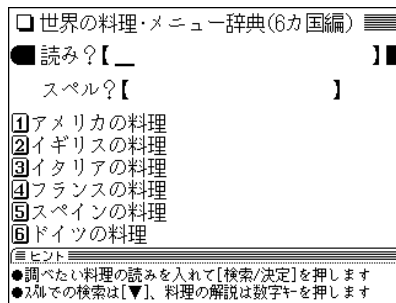 世界の料理･メニュー辞典(6カ国編)
読み?【_ 】
スペル?【 】
1アメリカの料理
2イギリスの料理
3イタリアの料理
4フランスの料理
5スペインの料理
6ドイツの料理
ヒント
●調べたい料理の読みを入れて[検索/決定]を押します
●ｽﾍﾟﾙでの検索は[▼]、料理の解説は数字ｷｰを押します